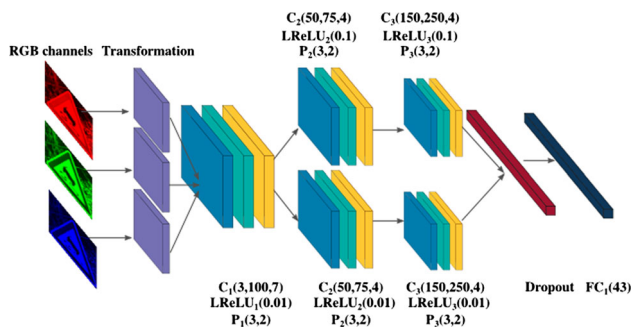 C₂(50,75,4)
LReLU₂(0.1)
P₂(3,2)
C₃(150,250,4)
LReLU₃(0.1)
P₃(3,2)
RGB channels
Transformation
C₁(3,100,7)
LReLU₁(0.01)
P₁(3,2)
C₂(50,75,4)
LReLU₂(0.01)
P₂(3,2)
C₃(150,250,4)
LReLU₃(0.01)
P₃(3,2)
Dropout
FC₁(43)